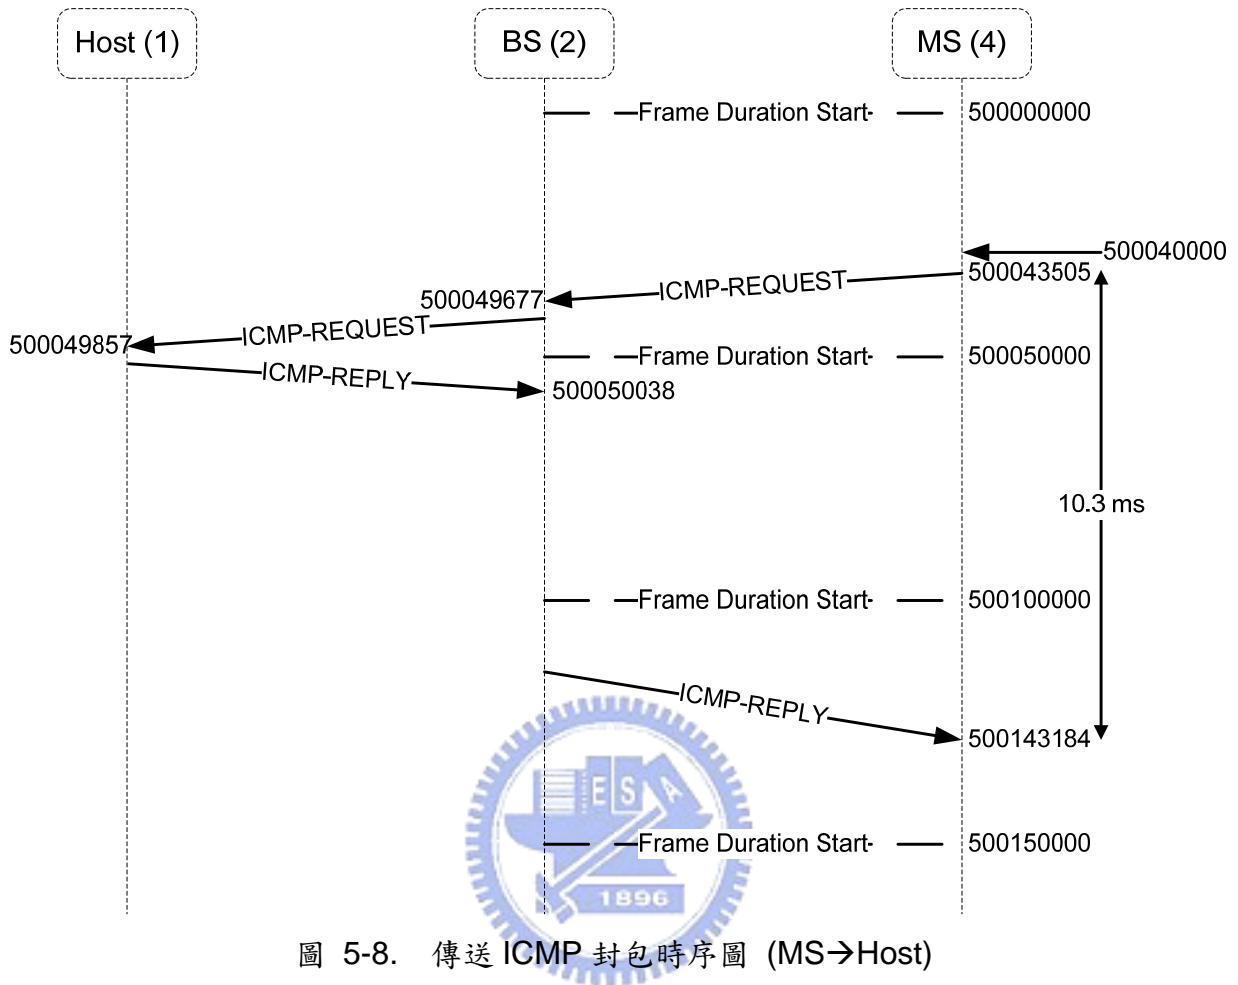 Host (1)
BS (2)
MS (4)
Frame Duration Start
500000000
500040000
ICMP-REQUEST
500043505
500049677
ICMP-REQUEST
500049857
Frame Duration Start
500050000
ICMP-REPLY
500050038
10.3 ms
Frame Duration Start
500100000
ICMP-REPLY
500143184
E S A
Frame Duration Start
500150000
1896
圖 5-8. 傳送 ICMP 封包時序圖 (MS→Host)